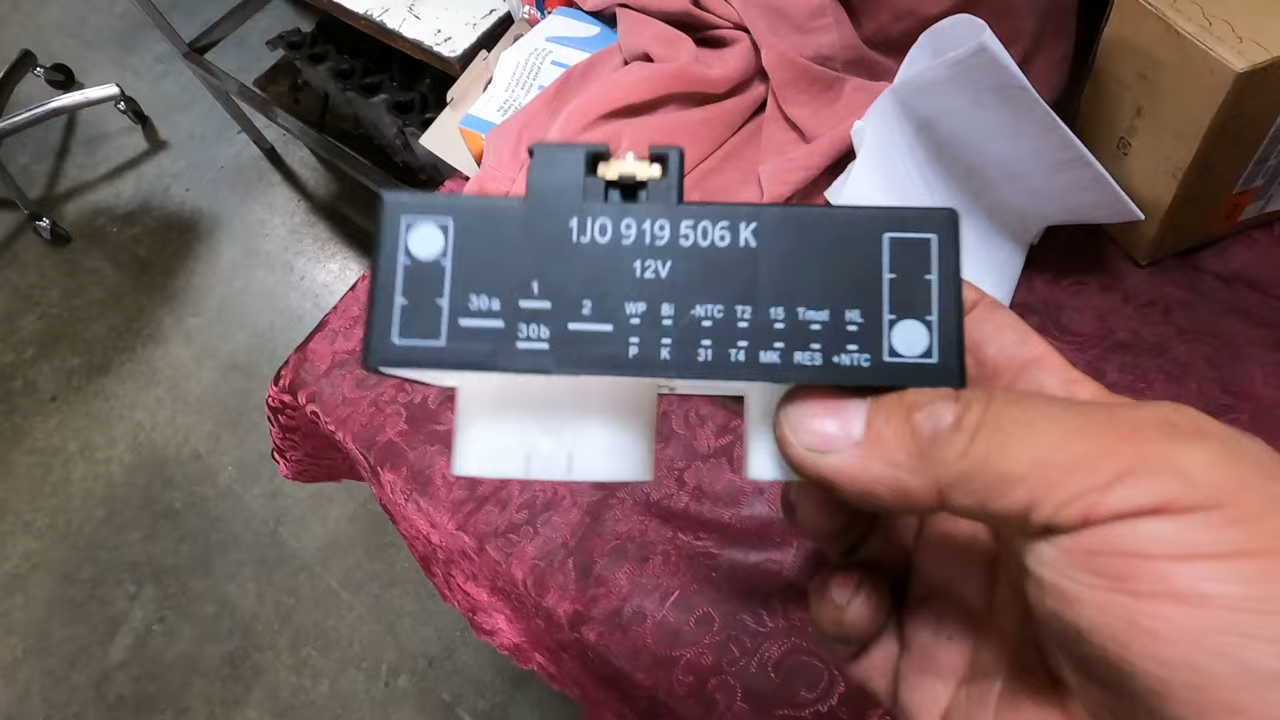 1J0 919 506 K
12V
30a 1 2 WP BI -NTC T2 15 Tmot HL
30b P K 31 T4 MK RES +NTC